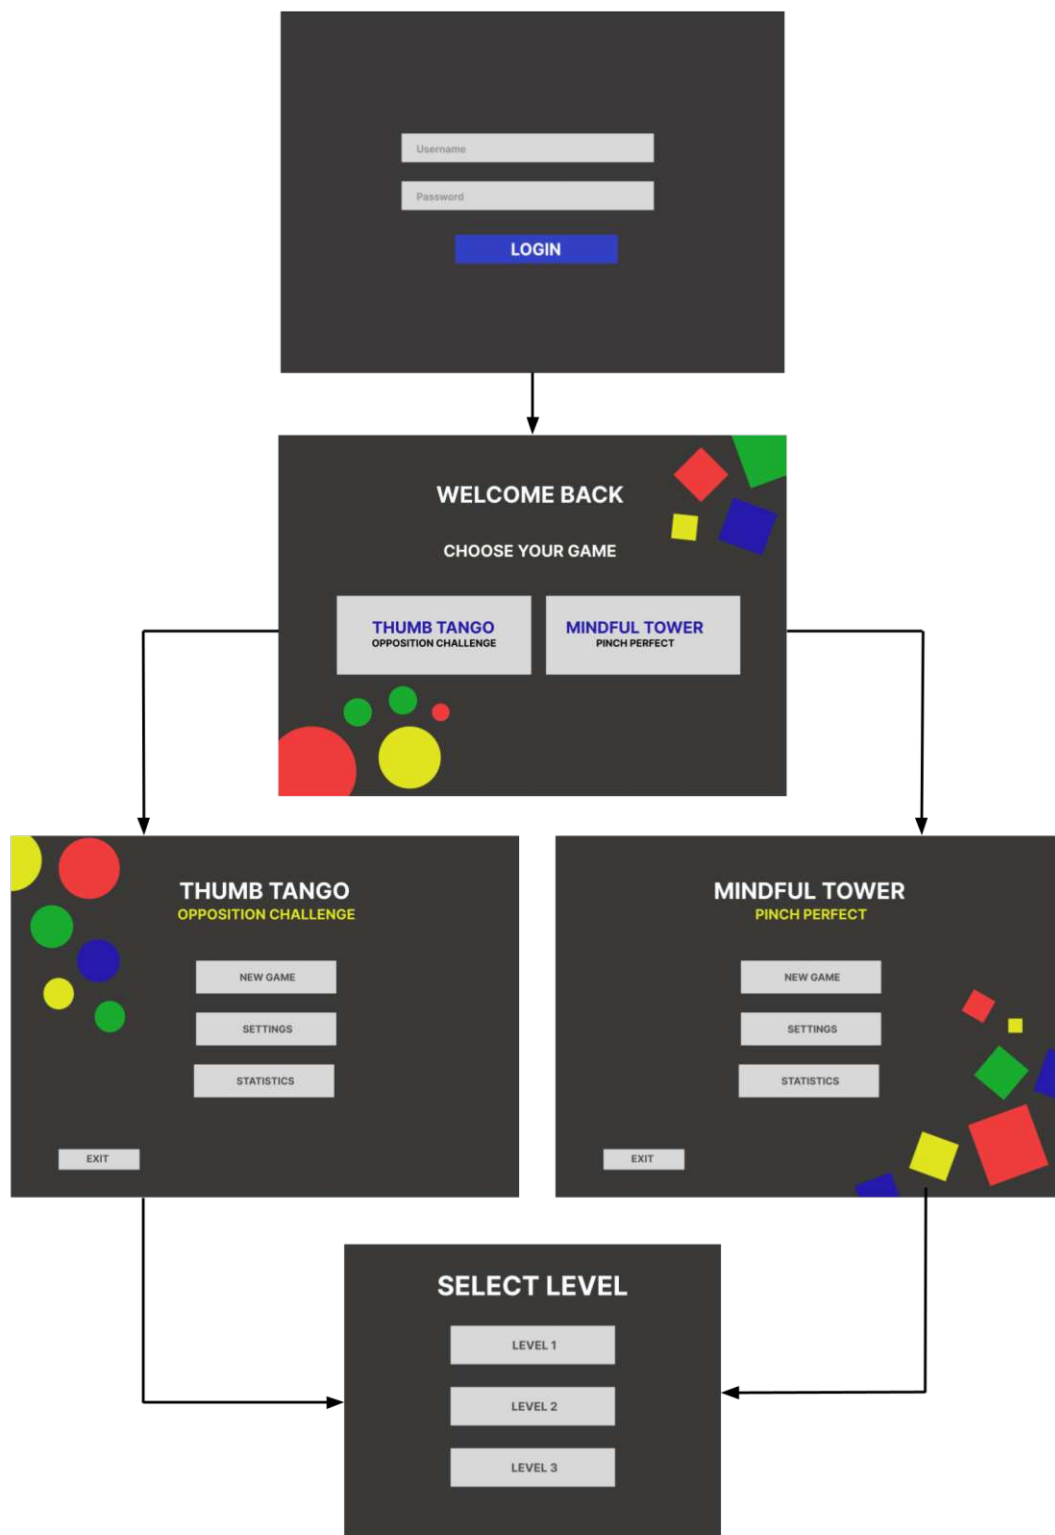 Username
Password
LOGIN
WELCOME BACK
CHOOSE YOUR GAME
THUMB TANGO
OPPOSITION CHALLENGE
MINDFUL TOWER
PINCH PERFECT
THUMB TANGO
OPPOSITION CHALLENGE
NEW GAME
SETTINGS
STATISTICS
EXIT
MINDFUL TOWER
PINCH PERFECT
NEW GAME
SETTINGS
STATISTICS
EXIT
SELECT LEVEL
LEVEL 1
LEVEL 2
LEVEL 3